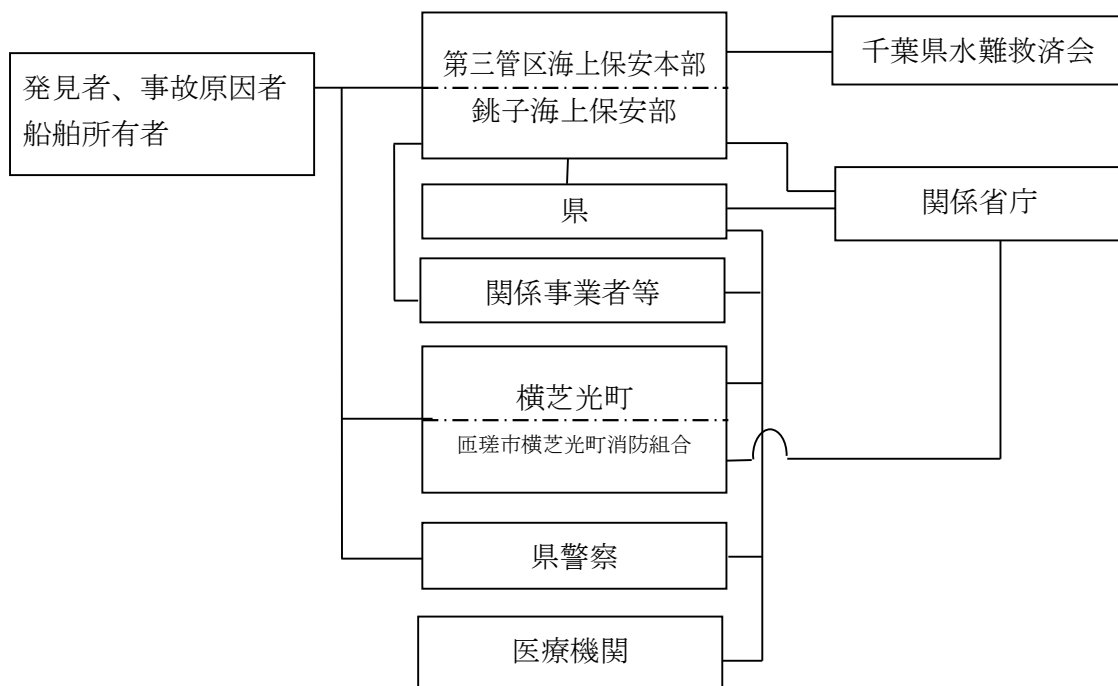 発見者、事故原因者
船舶所有者
第三管区海上保安本部
銚子海上保安部
千葉県水難救済会
県
関係省庁
関係事業者等
横芝光町
匝瑳市横芝光町消防組合
県警察
医療機関